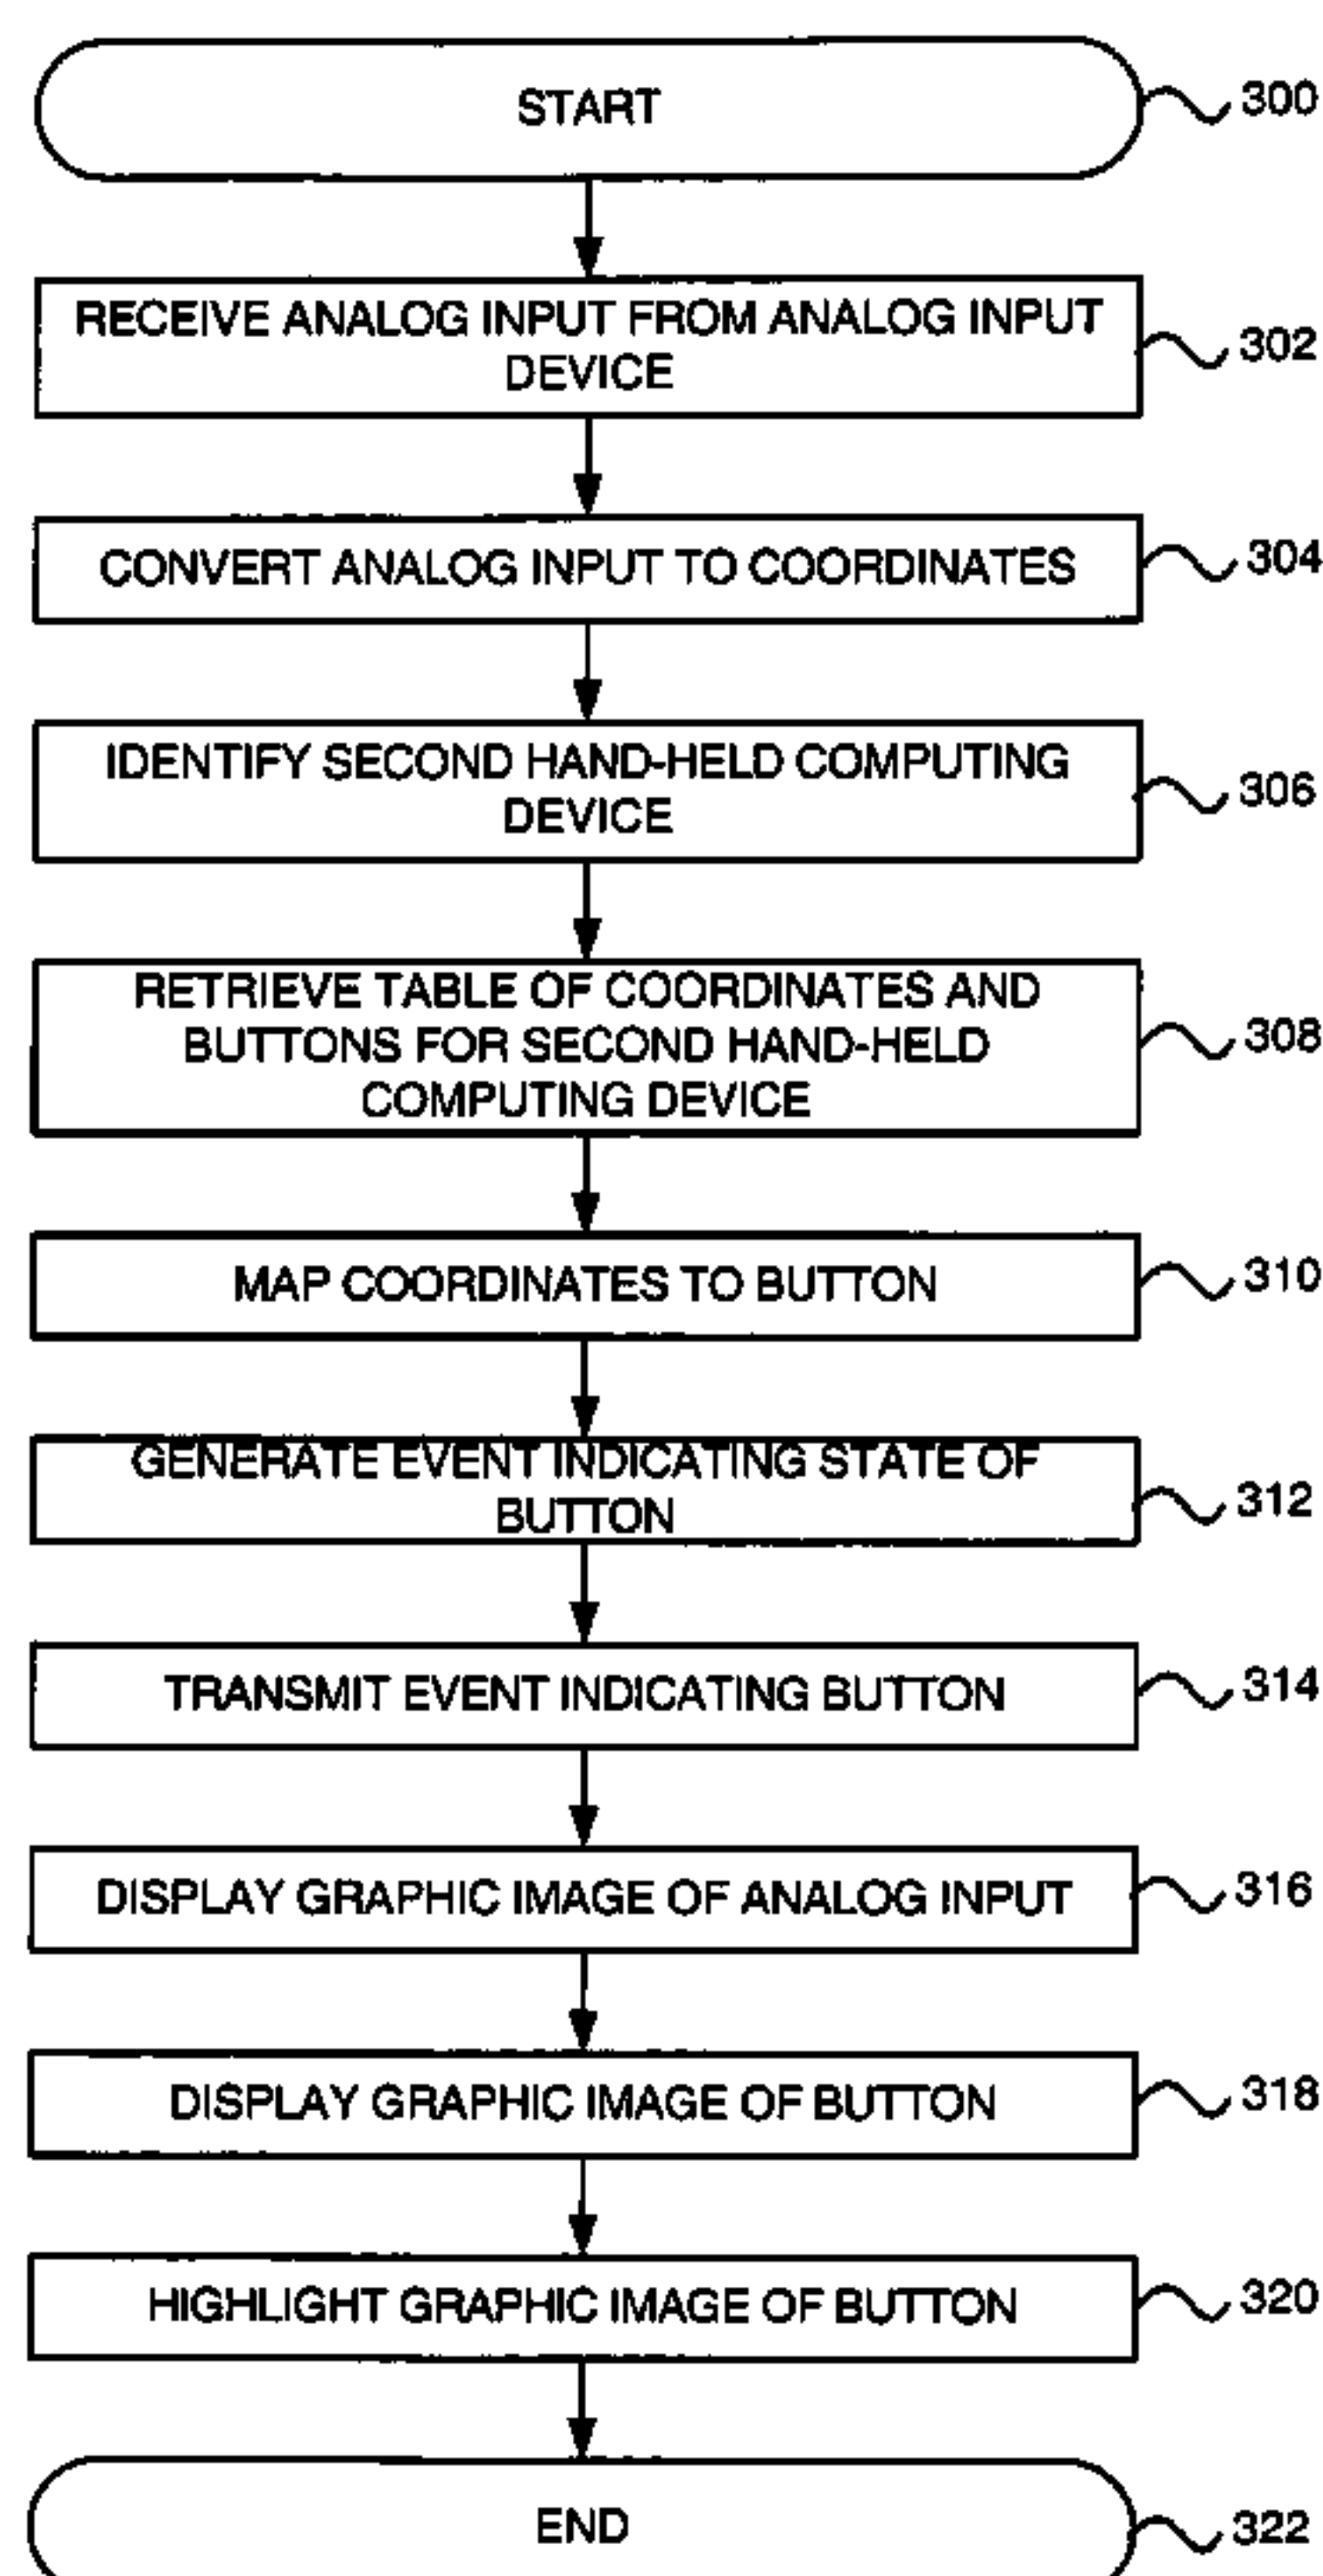 START
300
RECEIVE ANALOG INPUT FROM ANALOG INPUT
DEVICE
302
CONVERT ANALOG INPUT TO COORDINATES
304
IDENTIFY SECOND HAND-HELD COMPUTING
DEVICE
306
RETRIEVE TABLE OF COORDINATES AND
BUTTONS FOR SECOND HAND-HELD
COMPUTING DEVICE
308
MAP COORDINATES TO BUTTON
310
GENERATE EVENT INDICATING STATE OF
BUTTON
312
TRANSMIT EVENT INDICATING BUTTON
314
DISPLAY GRAPHIC IMAGE OF ANALOG INPUT
316
DISPLAY GRAPHIC IMAGE OF BUTTON
318
HIGHLIGHT GRAPHIC IMAGE OF BUTTON
320
END
322